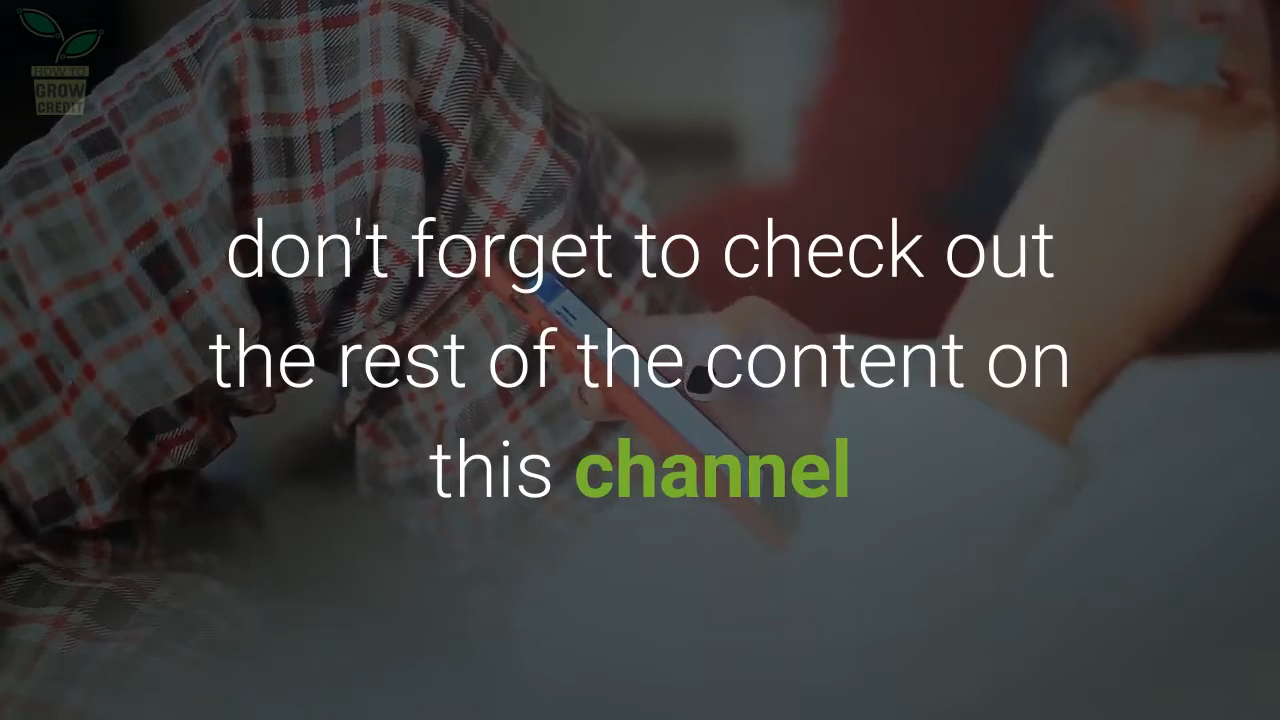 HOW TO
GROW
CREDIT
don't forget to check out
the rest of the content on
this channel